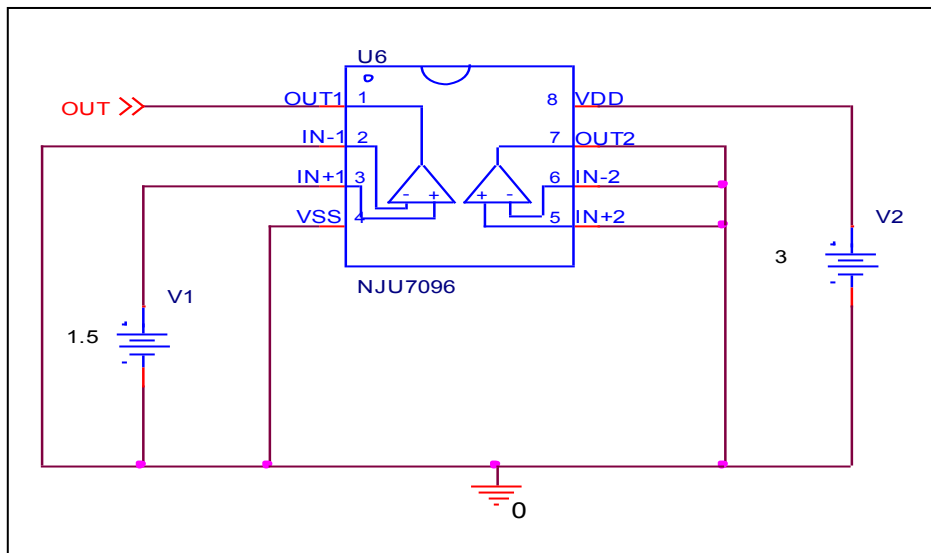 U6
OUT
OUT1 1
8 VDD
IN-1 2
7 OUT2
IN+1 3
6 IN-2
VSS 4
5 IN+2
- +
+ -
NJU7096
V2
3
V1
1.5
0